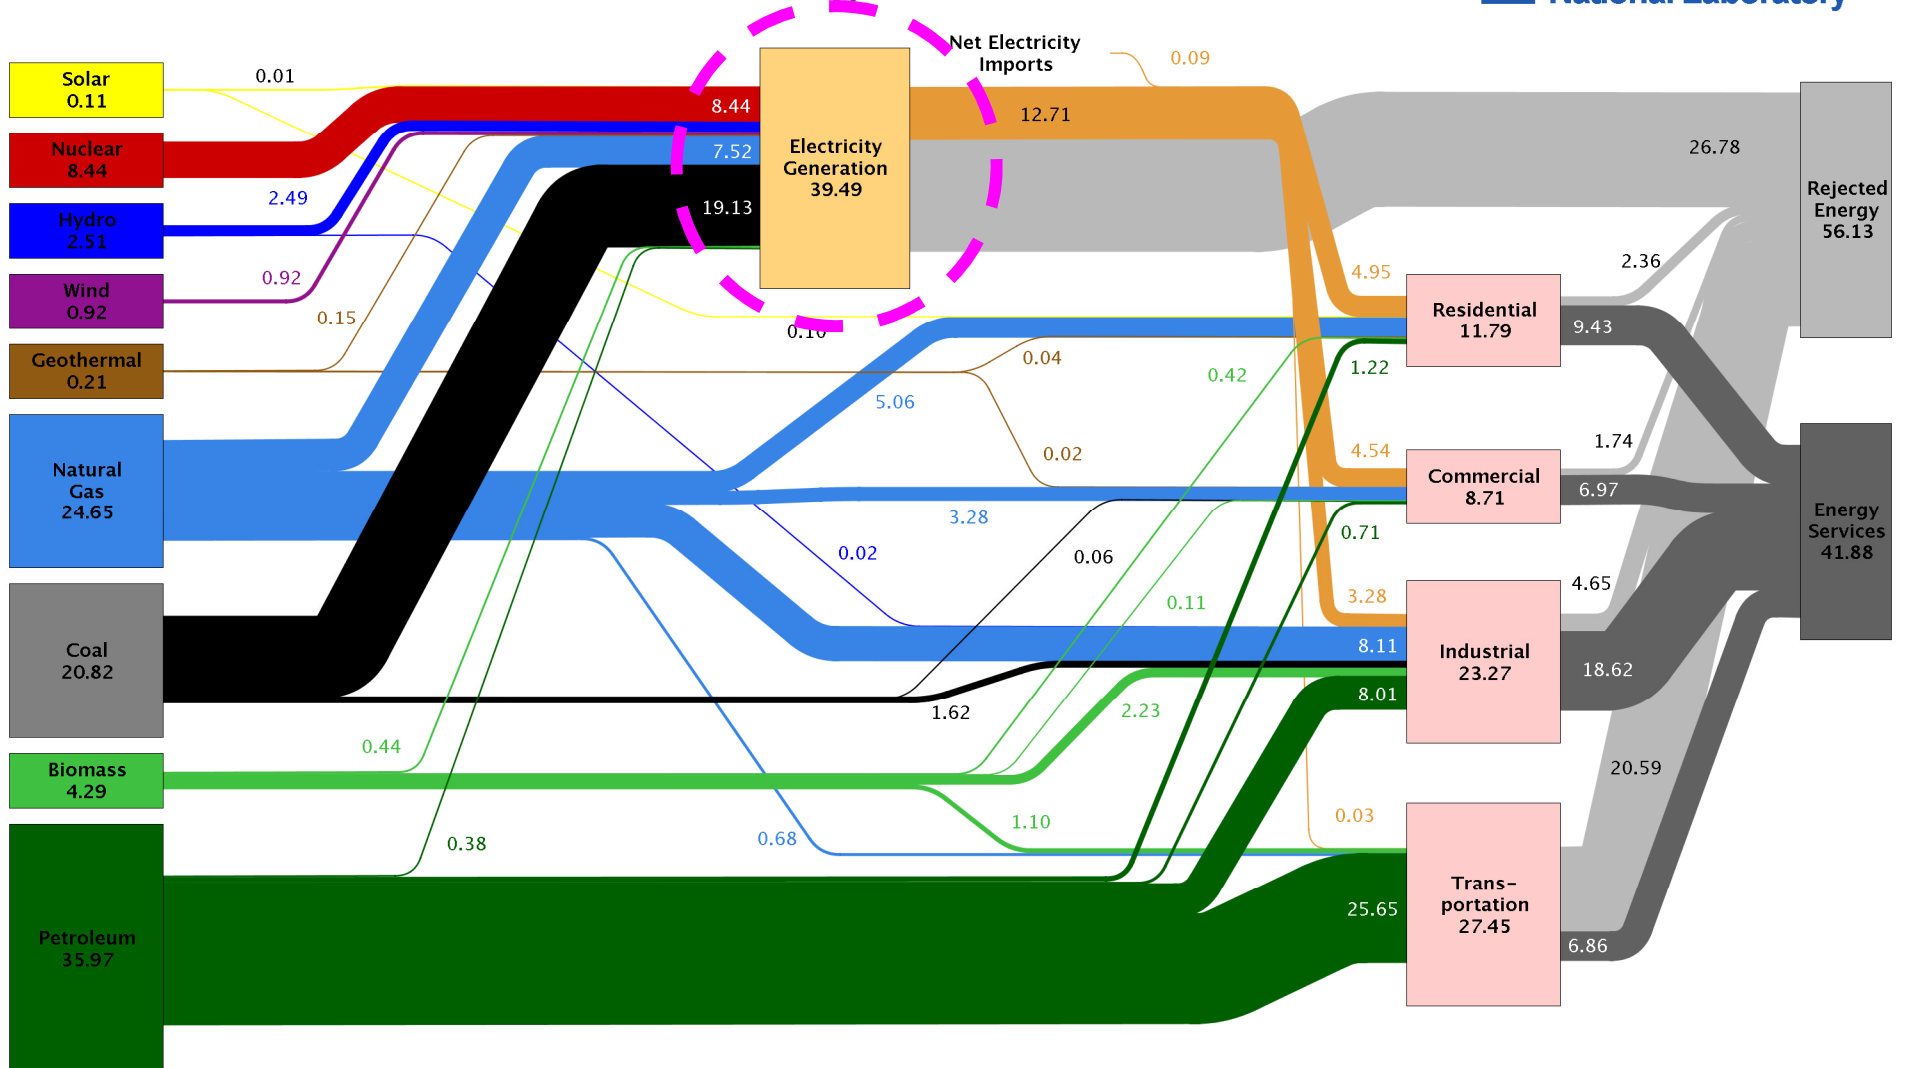 National Laboratory
Net Electricity
Imports
0.09
Solar
0.11
0.01
Nuclear
8.44
8.44
12.71
26.78
Electricity
Generation
39.49
7.52
Hydro
2.51
2.49
19.13
Rejected
Energy
56.13
Wind
0.92
0.92
2.36
4.95
0.15
0.10
Residential
11.79
9.43
Geothermal
0.21
0.04
0.42
1.22
5.06
1.74
4.54
0.02
Natural
Gas
24.65
Commercial
8.71
6.97
3.28
0.71
Energy
Services
41.88
0.02
0.06
4.65
3.28
0.11
8.11
Industrial
23.27
18.62
Coal
20.82
8.01
1.62
2.23
0.44
20.59
Biomass
4.29
1.10
0.03
0.68
0.38
Trans-
portation
27.45
25.65
Petroleum
35.97
6.86